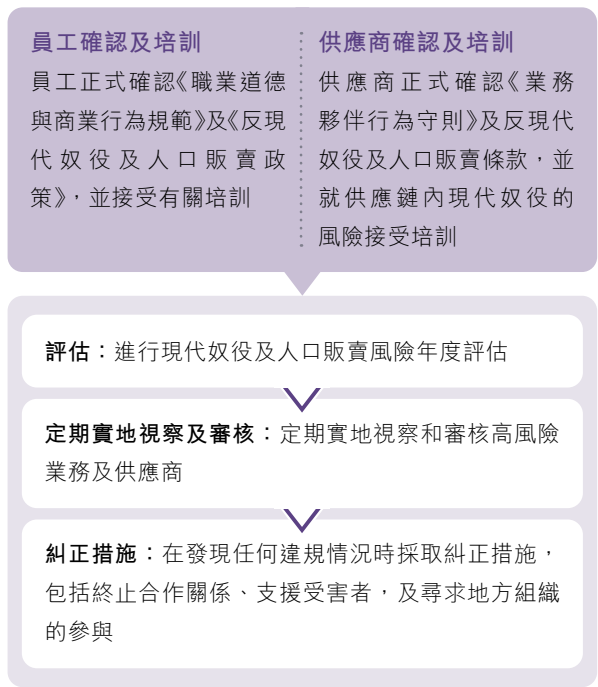 員工確認及培訓
員工正式確認《職業道德
與商業行為規範》及《反現
代奴役及人口販賣政
策》，並接受有關培訓
供應商確認及培訓
供應商正式確認《業務
夥伴行為守則》及反現代
奴役及人口販賣條款，並
就供應鏈內現代奴役的
風險接受培訓
評估：進行現代奴役及人口販賣風險年度評估
定期實地視察及審核：定期實地視察和審核高風險
業務及供應商
糾正措施：在發現任何違規情況時採取糾正措施，
包括終止合作關係、支援受害者，及尋求地方組織
的參與